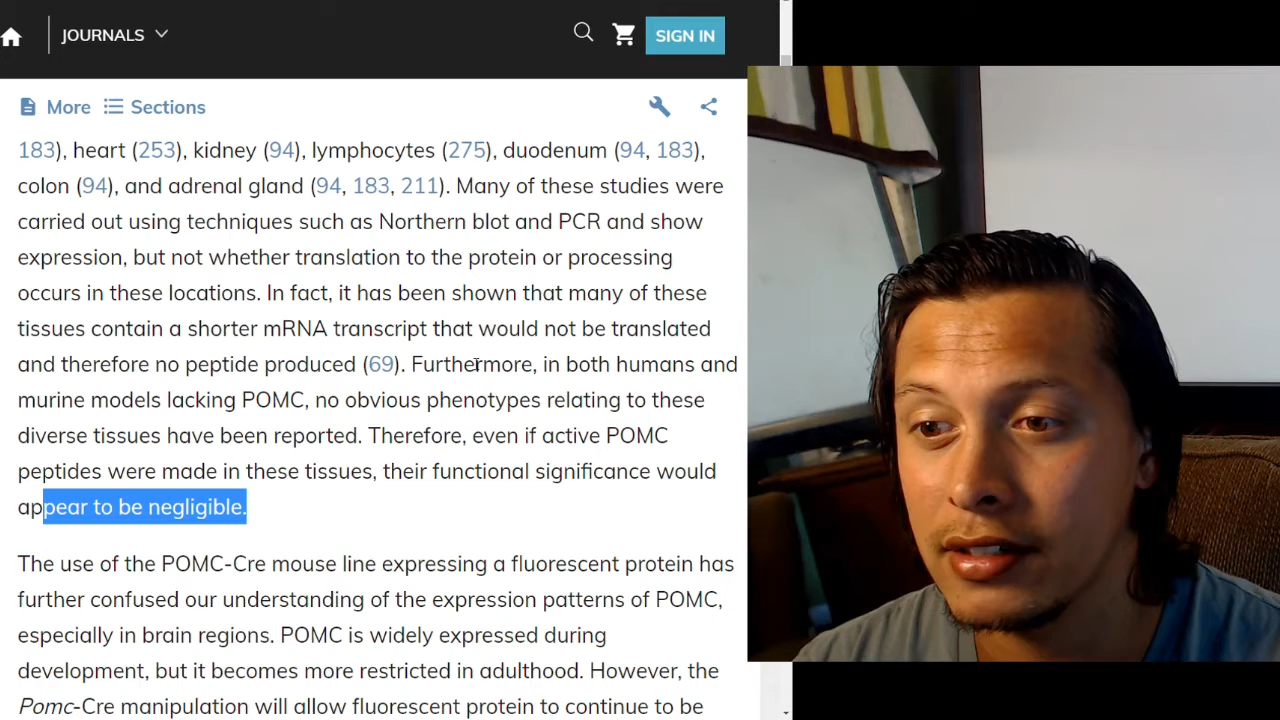 JOURNALS
SIGN IN
More Sections
183), heart (253), kidney (94), lymphocytes (275), duodenum (94, 183),
colon (94), and adrenal gland (94, 183, 211). Many of these studies were
carried out using techniques such as Northern blot and PCR and show
expression, but not whether translation to the protein or processing
occurs in these locations. In fact, it has been shown that many of these
tissues contain a shorter mRNA transcript that would not be translated
and therefore no peptide produced (69). Furthermore, in both humans and
murine models lacking POMC, no obvious phenotypes relating to these
diverse tissues have been reported. Therefore, even if active POMC
peptides were made in these tissues, their functional significance would
appear to be negligible.
The use of the POMC-Cre mouse line expressing a fluorescent protein has
further confused our understanding of the expression patterns of POMC,
especially in brain regions. POMC is widely expressed during
development, but it becomes more restricted in adulthood. However, the
Pomc-Cre manipulation will allow fluorescent protein to continue to be